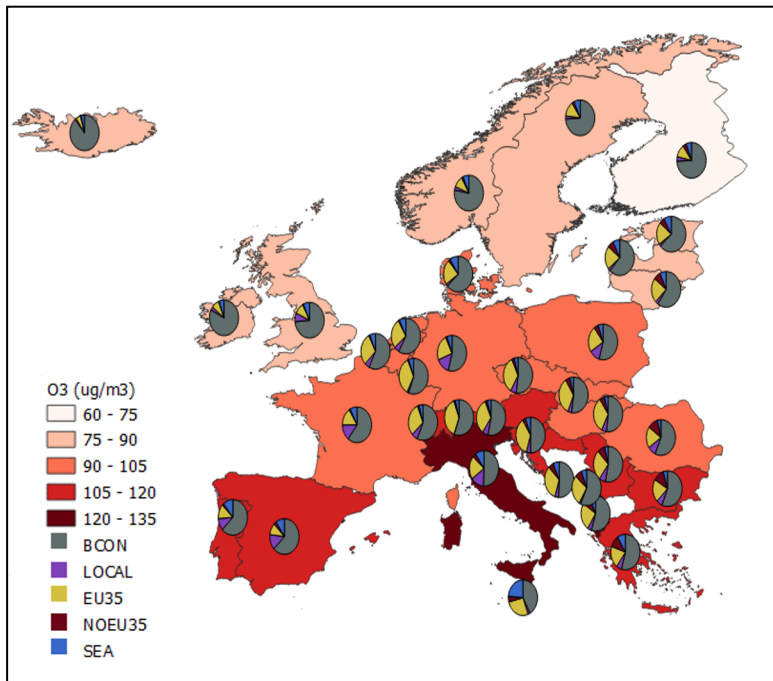 O3 (ug/m3)
60 - 75
75 - 90
90 - 105
105 - 120
120 - 135
BCON
LOCAL
EU35
NOEU35
SEA